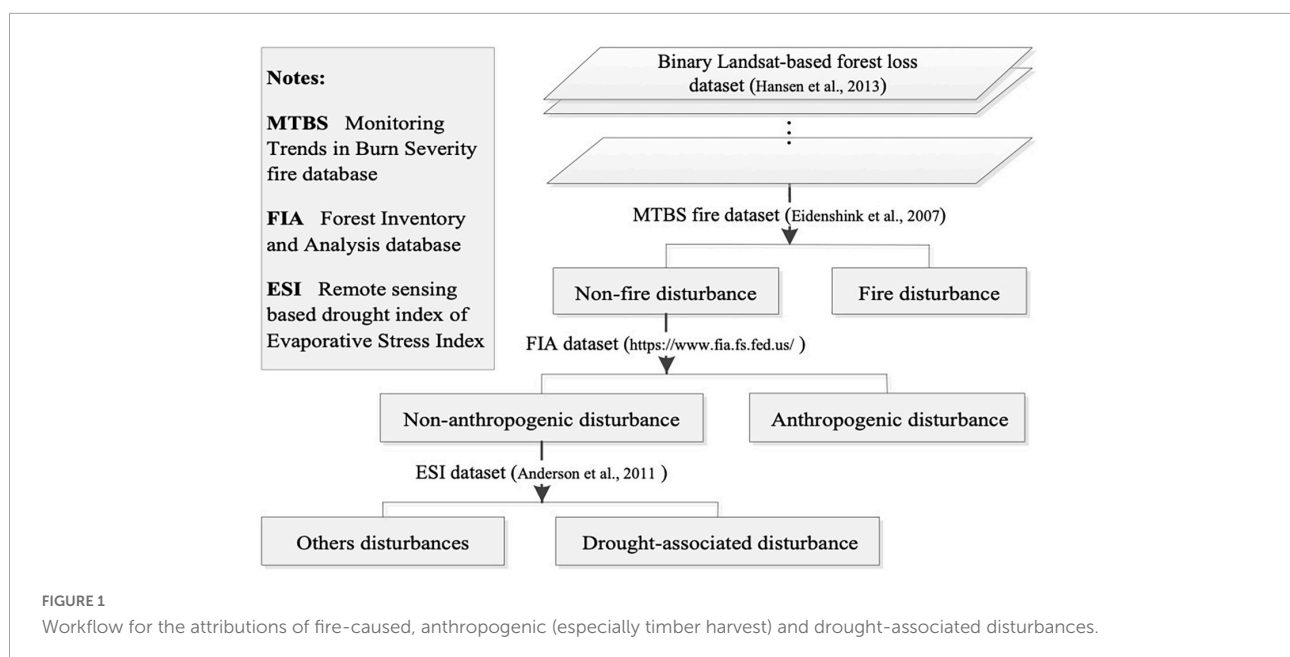 Notes:
MTBS Monitoring
Trends in Burn Severity
fire database
FIA Forest Inventory
and Analysis database
ESI Remote sensing
based drought index of
Evaporative Stress Index
Binary Landsat-based forest loss
dataset (Hansen et al., 2013)
MTBS fire dataset (Eidenshink et al., 2007)
Non-fire disturbance
Fire disturbance
FIA dataset (https://www.fia.fs.fed.us/ )
Non-anthropogenic disturbance
Anthropogenic disturbance
ESI dataset (Anderson et al., 2011 )
Others disturbances
Drought-associated disturbance
FIGURE 1
Workflow for the attributions of fire-caused, anthropogenic (especially timber harvest) and drought-associated disturbances.